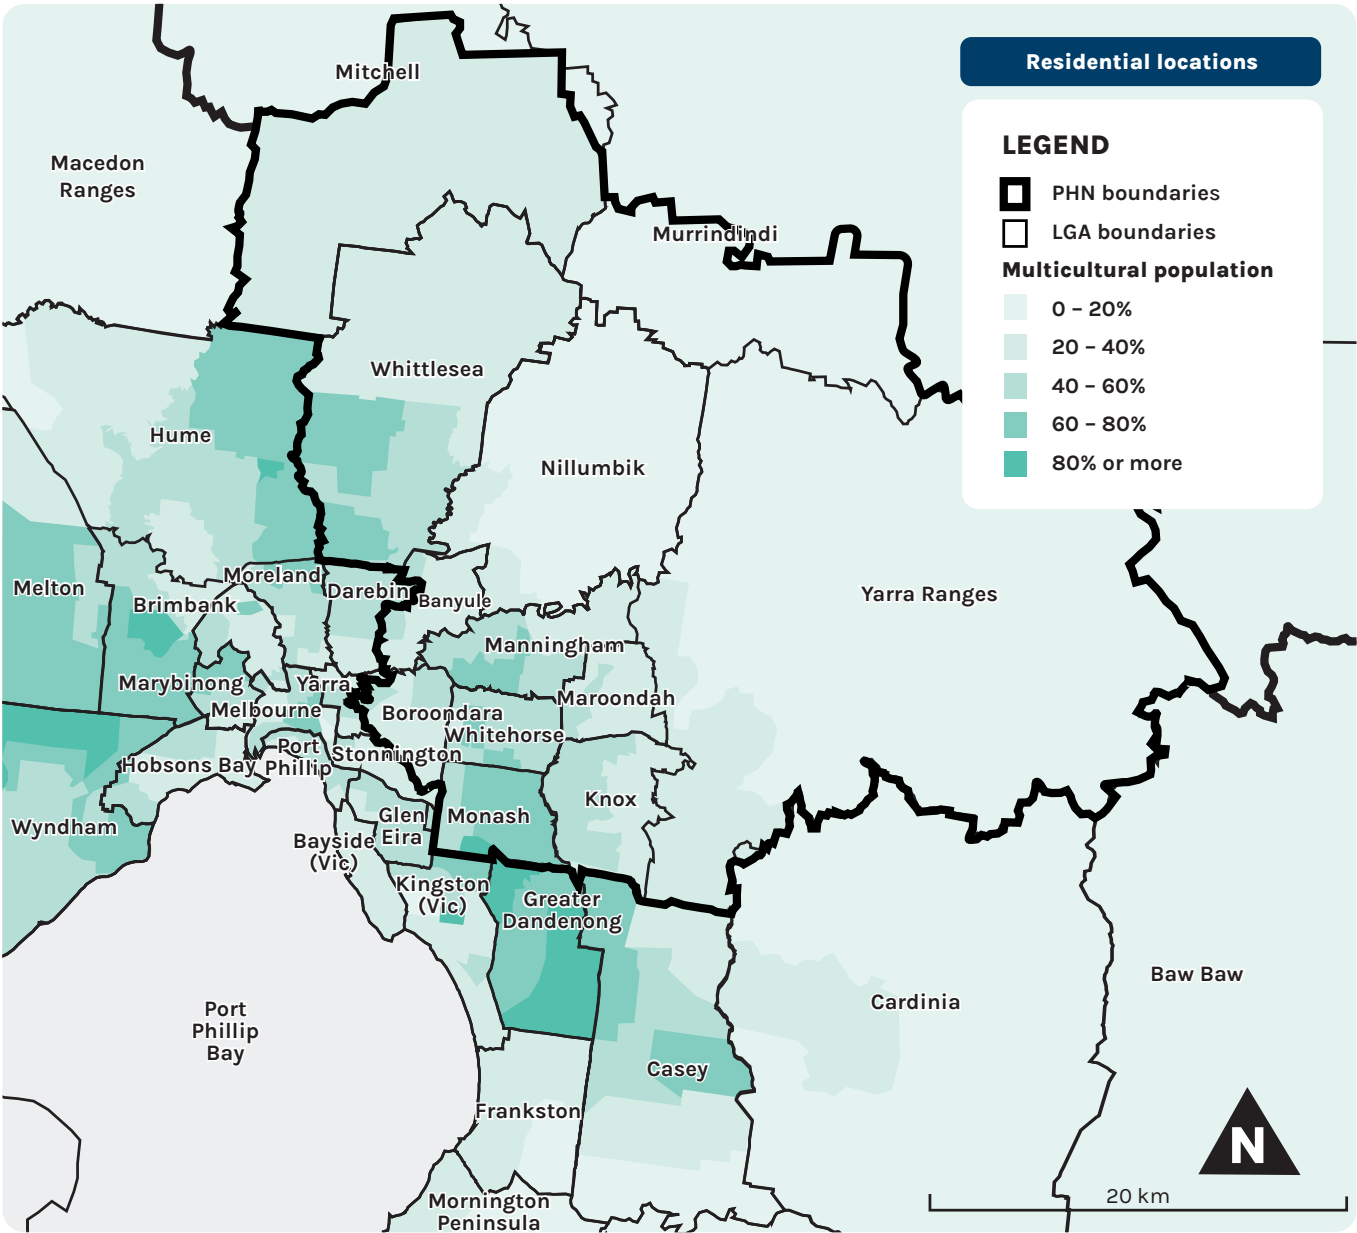 Residential locations
LEGEND
PHN boundaries
LGA boundaries
Multicultural population
0 – 20%
20 – 40%
40 – 60%
60 – 80%
80% or more
Mitchell
Macedon
Ranges
Murrindindi
Whittlesea
Hume
Nillumbik
Moreland
Melton
Darebin
Banyule
Brimbank
Yarra Ranges
Manningham
Marybinong
Yarra
Maroondah
Melbourne
Boroondara
Whitehorse
Port
Phillip
Stonnington
Hobsons Bay
Knox
Wyndham
Glen
Eira
Monash
Bayside
(Vic)
Kingston
(Vic)
Greater
Dandenong
Baw Baw
Cardinia
Port
Phillip
Bay
Casey
Frankston
Mornington
Peninsula
N
20 km